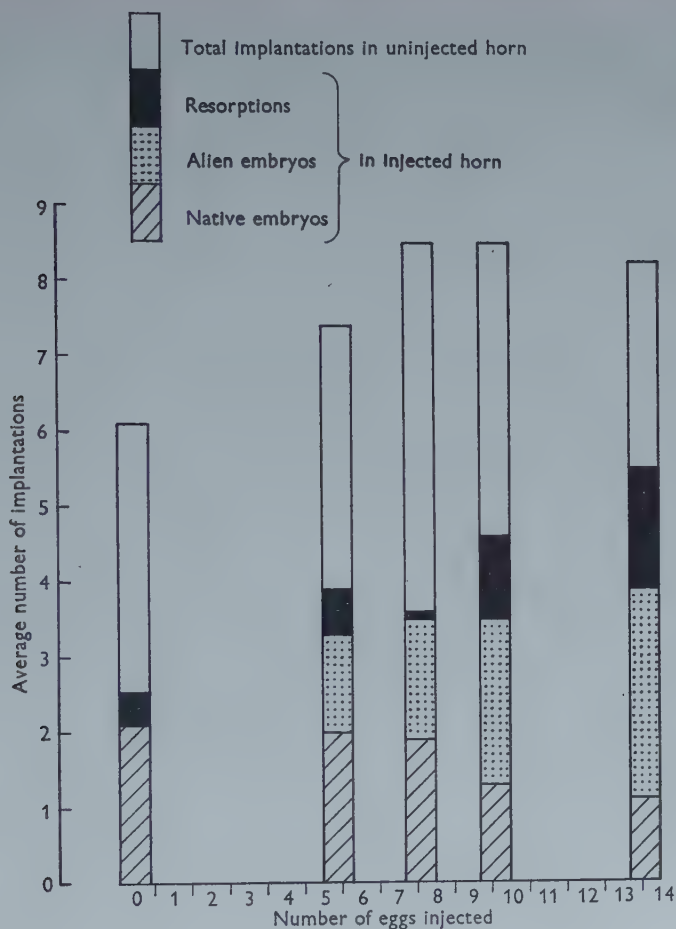 Total implantations in uninjected horn
Resorptions
Alien embryos
In injected horn
Native embryos
9
8
7
6
5
4
3
2
1
0
Average number of implantations
0 1 2 3 4 5 6 7 8 9 10 11 12 13 14
Number of eggs injected